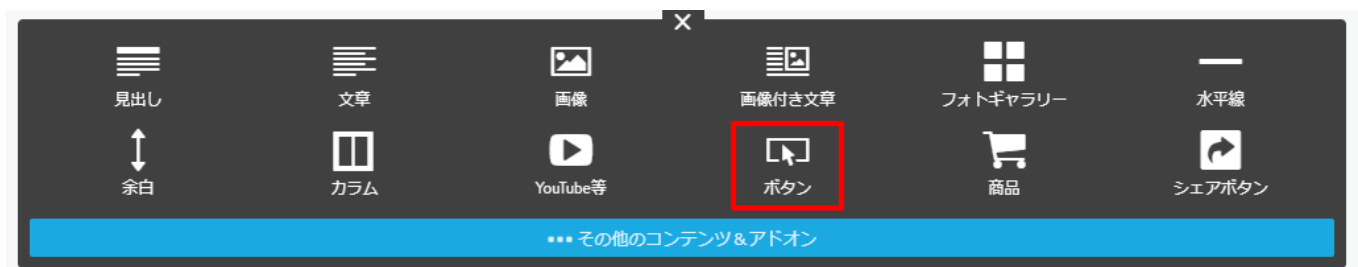 ×
見出し 文章 画像 画像付き文章 フォトギャラリー 水平線
余白 カラム YouTube等 ボタン 商品 シェアボタン
••• その他のコンテンツ&アドオン